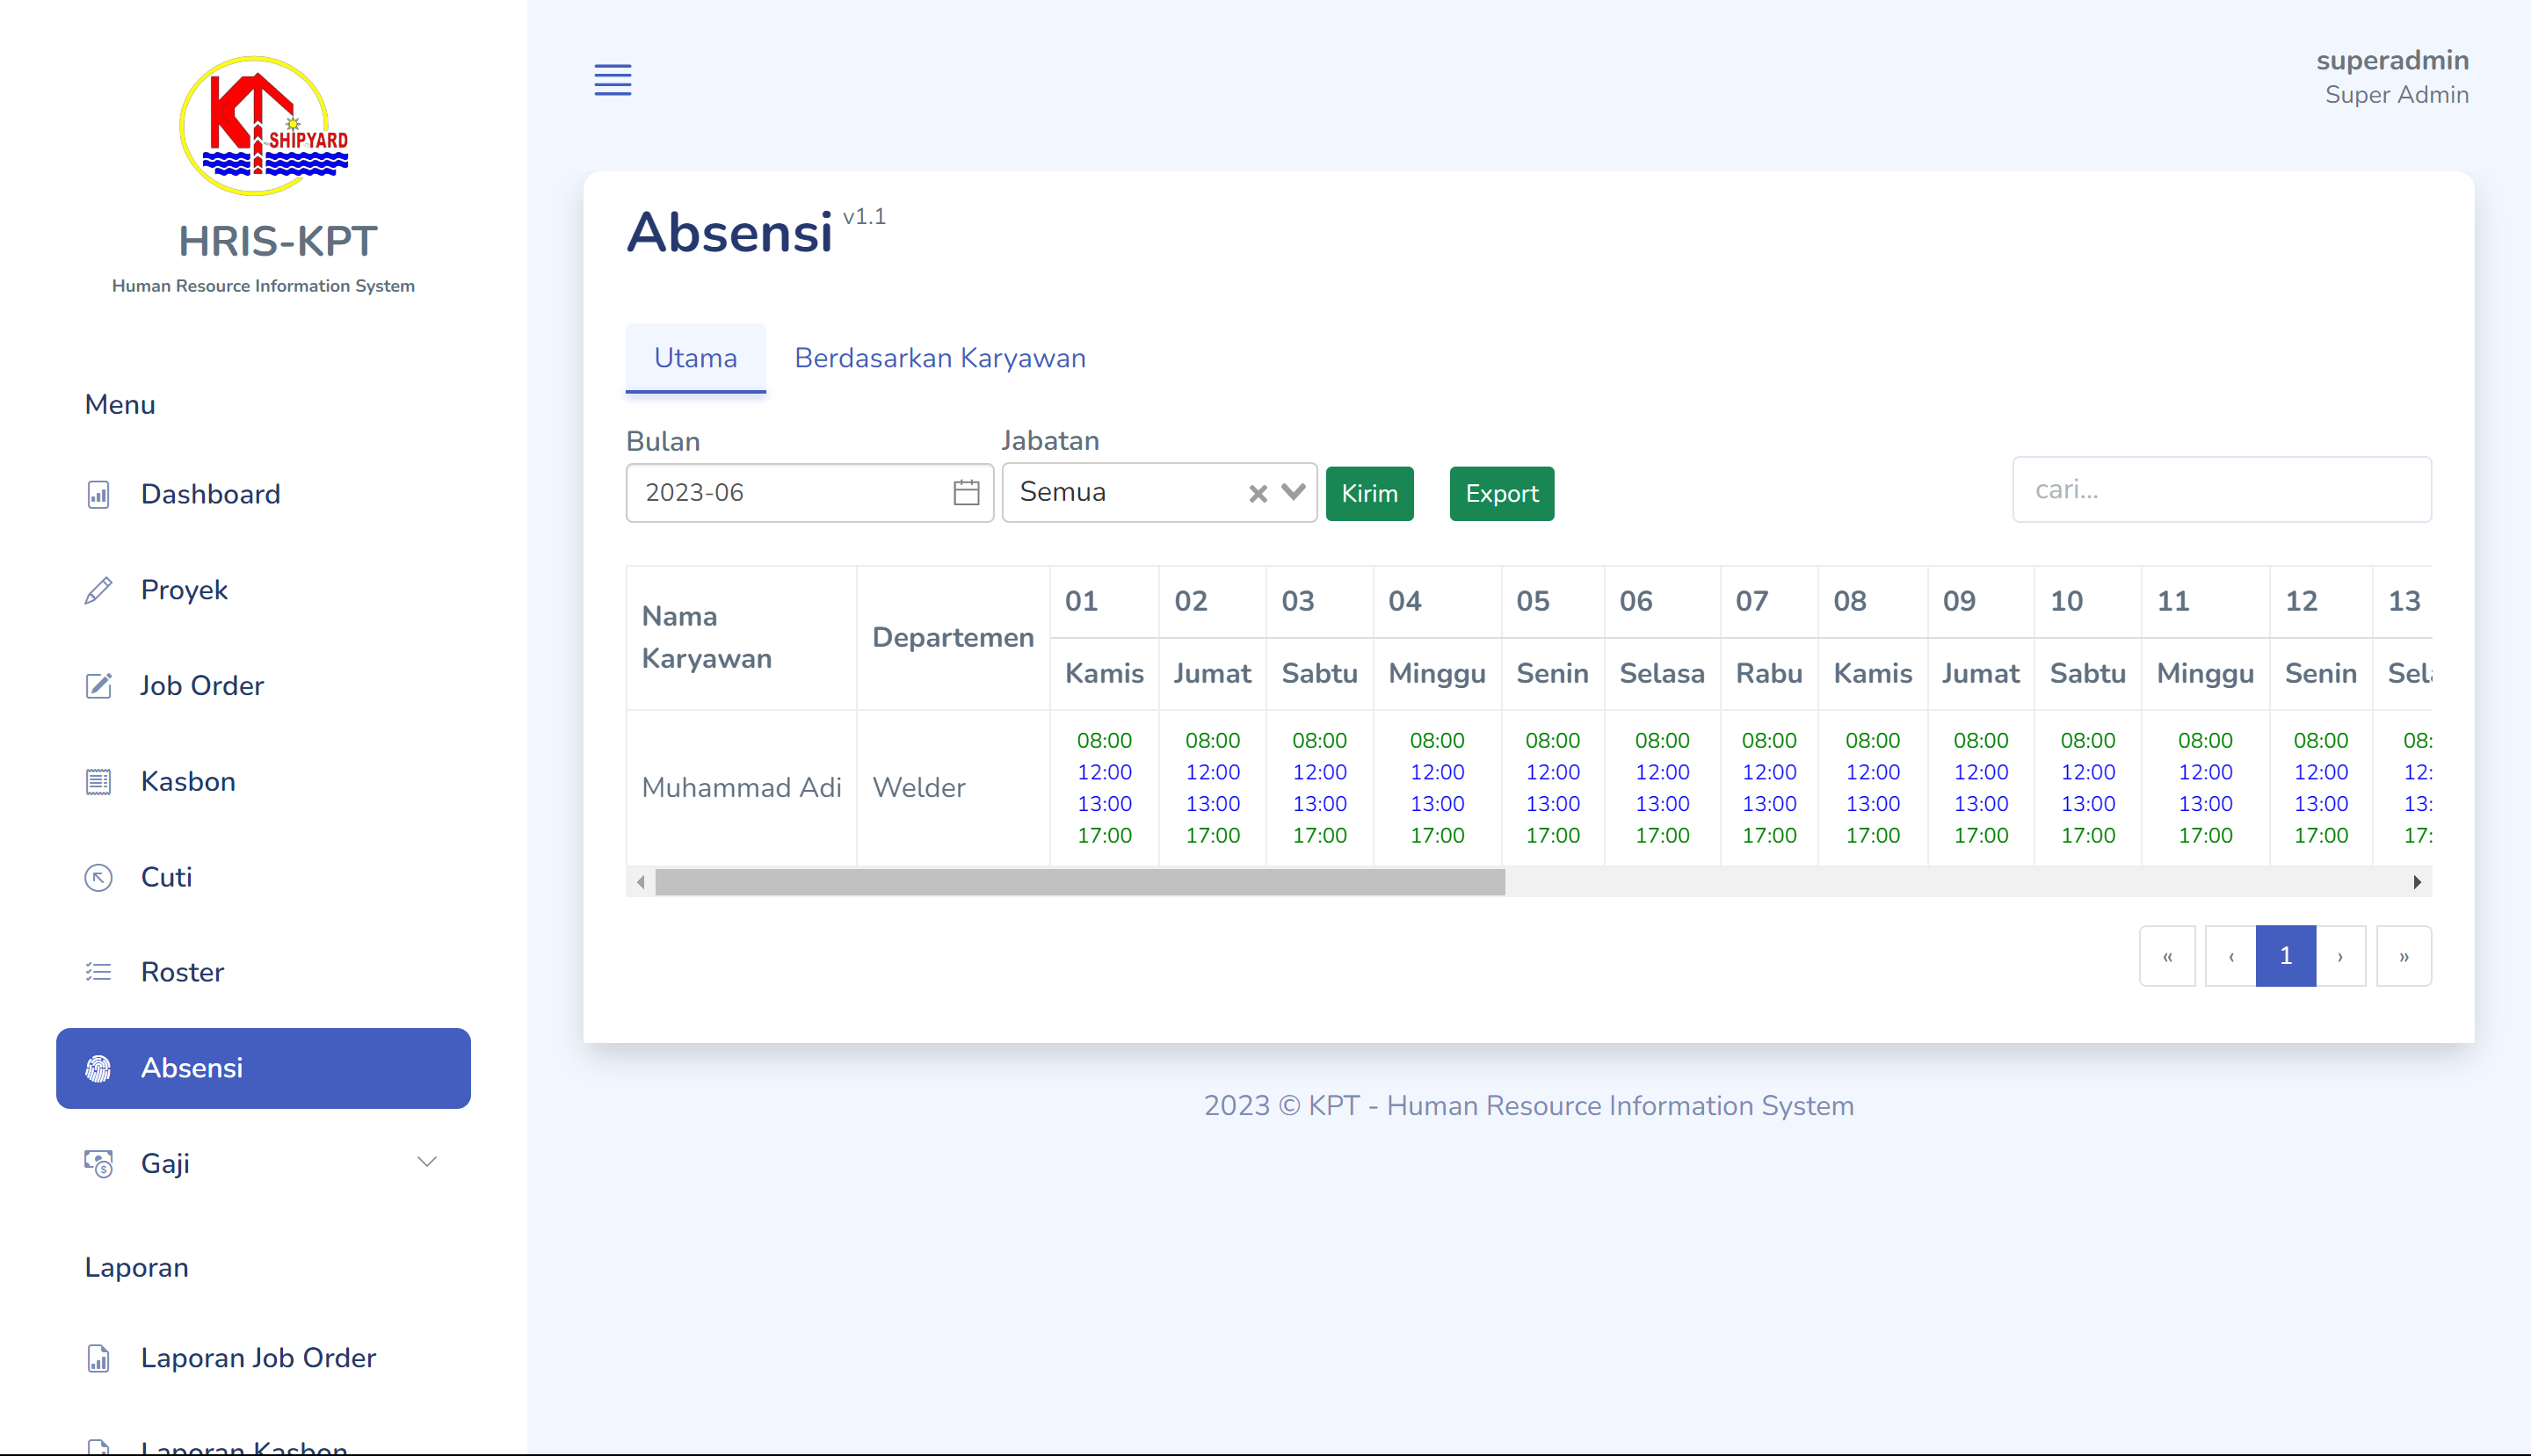 KT SHIPYARD
HRIS-KPT
Human Resource Information System
Menu
Dashboard
Proyek
Job Order
Kasbon
Cuti
Roster
Absensi
Gaji
Laporan
Laporan Job Order
Laporan Kasbon
superadmin
Super Admin
Absensi v1.1
Utama Berdasarkan Karyawan
Bulan Jabatan
2023-06 Semua Kirim Export cari...
Nama Karyawan Departemen 01 02 03 04 05 06 07 08 09 10 11 12 13
Kamis Jumat Sabtu Minggu Senin Selasa Rabu Kamis Jumat Sabtu Minggu Senin
Muhammad Adi Welder
08:00 08:00 08:00 08:00 08:00 08:00 08:00 08:00 08:00 08:00 08:00 08:00 08:
12:00 12:00 12:00 12:00 12:00 12:00 12:00 12:00 12:00 12:00 12:00 12:00 12:
13:00 13:00 13:00 13:00 13:00 13:00 13:00 13:00 13:00 13:00 13:00 13:00 13:
17:00 17:00 17:00 17:00 17:00 17:00 17:00 17:00 17:00 17:00 17:00 17:00 17:
« ‹ 1 › »
2023 © KPT - Human Resource Information System